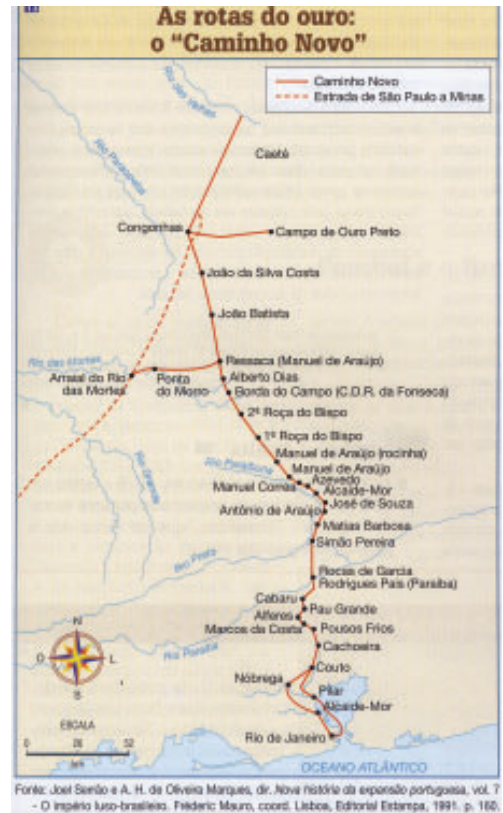 As rotas do ouro:
o "Caminho Novo"
Caminho Novo
Estrada de São Paulo a Minas
Rio das Velhas
Rio Paraopeba
Caeté
Congonhas
Campo de Ouro Preto
João da Silva Costa
João Batista
Rio das Mortes
Ressaca (Manuel de Araújo)
Arraial do Rio
das Mortes
Ponta
do Morro
Alberto Dias
Borda do Campo (C.D.R. da Fonseca)
2º Roça do Bispo
1º Roça do Bispo
Rio Grande
Manuel de Araújo (rocinha)
Rio Paraibuna
Manuel de Araújo
Manuel Correa
Azevedo
Alcaide-Mor
José de Souza
Antônio de Araújo
Matias Barbosa
Simão Pereira
Rio Preto
Rocas de Garcia
Rodrigues Pais (Paraíba)
Cabaru
Pau Grande
Alferes
Marcos da Costa
Pousos Frios
Rio Paraíba
Cachoeira
Couto
Nóbrega
Pilar
Alcaide-Mor
Rio de Janeiro
N
O
L
S
ESCALA
0 26 52
km
OCEANO ATLÂNTICO
Fonte: Joel Serrão e A. H. de Oliveira Marques, dir. Nova história da expansão portuguesa, vol. 7
- O império luso-brasileiro. Fréderic Mauro, coord. Lisboa, Editorial Estampa, 1991. p. 160.